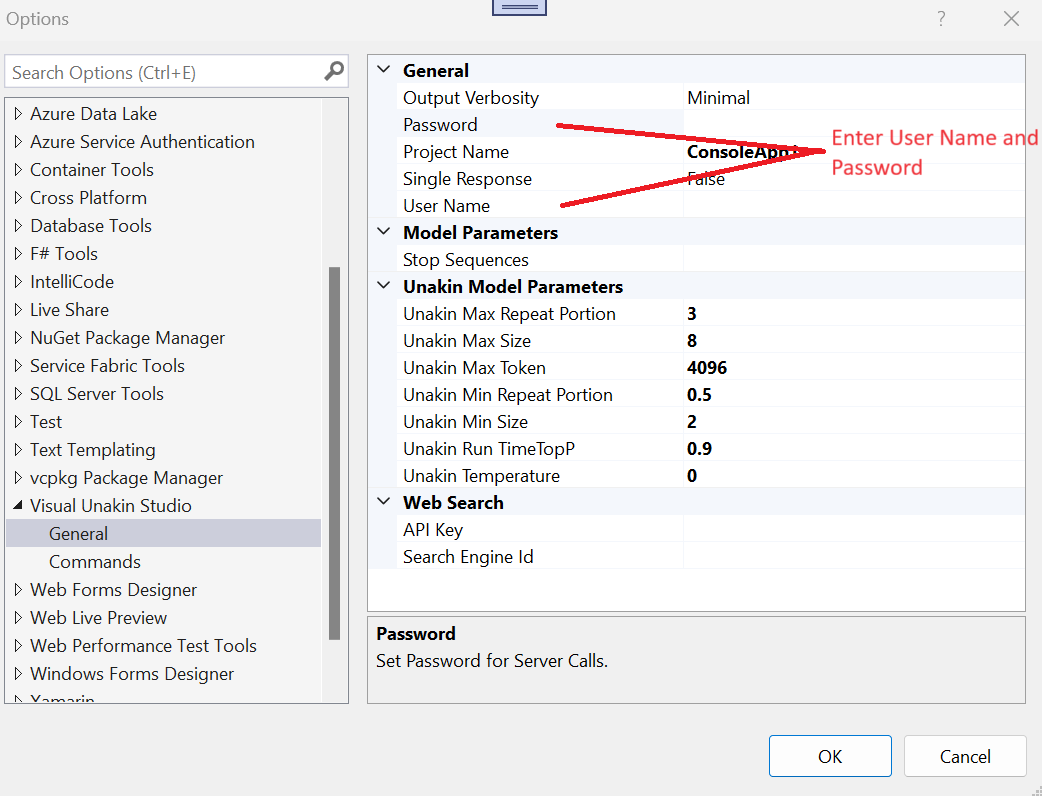 Options
?
Search Options (Ctrl+E)
Azure Data Lake
Azure Service Authentication
Container Tools
Cross Platform
Database Tools
F# Tools
IntelliCode
Live Share
NuGet Package Manager
Service Fabric Tools
SQL Server Tools
Test
Text Templating
vcpkg Package Manager
Visual Unakin Studio
General
Commands
Web Forms Designer
Web Live Preview
Web Performance Test Tools
Windows Forms Designer
Xamarin
General
Output Verbosity Minimal
Password
Project Name
Single Response False
User Name
Enter User Name and
Password
Model Parameters
Stop Sequences
Unakin Model Parameters
Unakin Max Repeat Portion 3
Unakin Max Size 8
Unakin Max Token 4096
Unakin Min Repeat Portion 0.5
Unakin Min Size 2
Unakin Run TimeTopP 0.9
Unakin Temperature 0
Web Search
API Key
Search Engine Id
Password
Set Password for Server Calls.
OK
Cancel